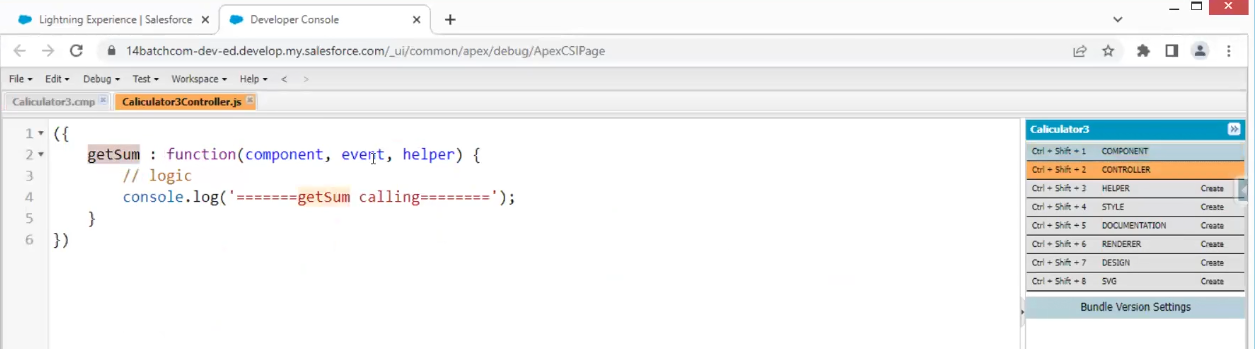 Lightning Experience | Salesforce
Developer Console
14batchcom-dev-ed.develop.my.salesforce.com/_ui/common/apex/debug/ApexCSIPage
File Edit Debug Test Workspace Help < >
Caliculator3.cmp Caliculator3Controller.js
1 ({
2 getSum : function(component, event, helper) {
3 // logic
4 console.log('=======getSum calling========');
5 }
6 })
Caliculator3
Ctrl + Shift + 1 COMPONENT
Ctrl + Shift + 2 CONTROLLER
Ctrl + Shift + 3 HELPER Create
Ctrl + Shift + 4 STYLE Create
Ctrl + Shift + 5 DOCUMENTATION Create
Ctrl + Shift + 6 RENDERER Create
Ctrl + Shift + 7 DESIGN Create
Ctrl + Shift + 8 SVG Create
Bundle Version Settings